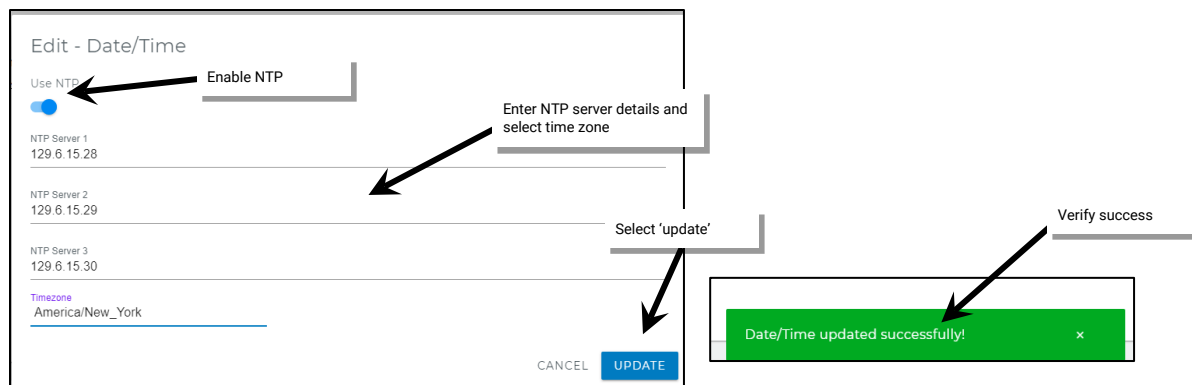 Edit - Date/Time
Use NTP
Enable NTP
Enter NTP server details and
select time zone
NTP Server 1
129.6.15.28
NTP Server 2
129.6.15.29
Select ‘update’
Verify success
NTP Server 3
129.6.15.30
Timezone
America/New_York
Date/Time updated successfully! ×
CANCEL UPDATE